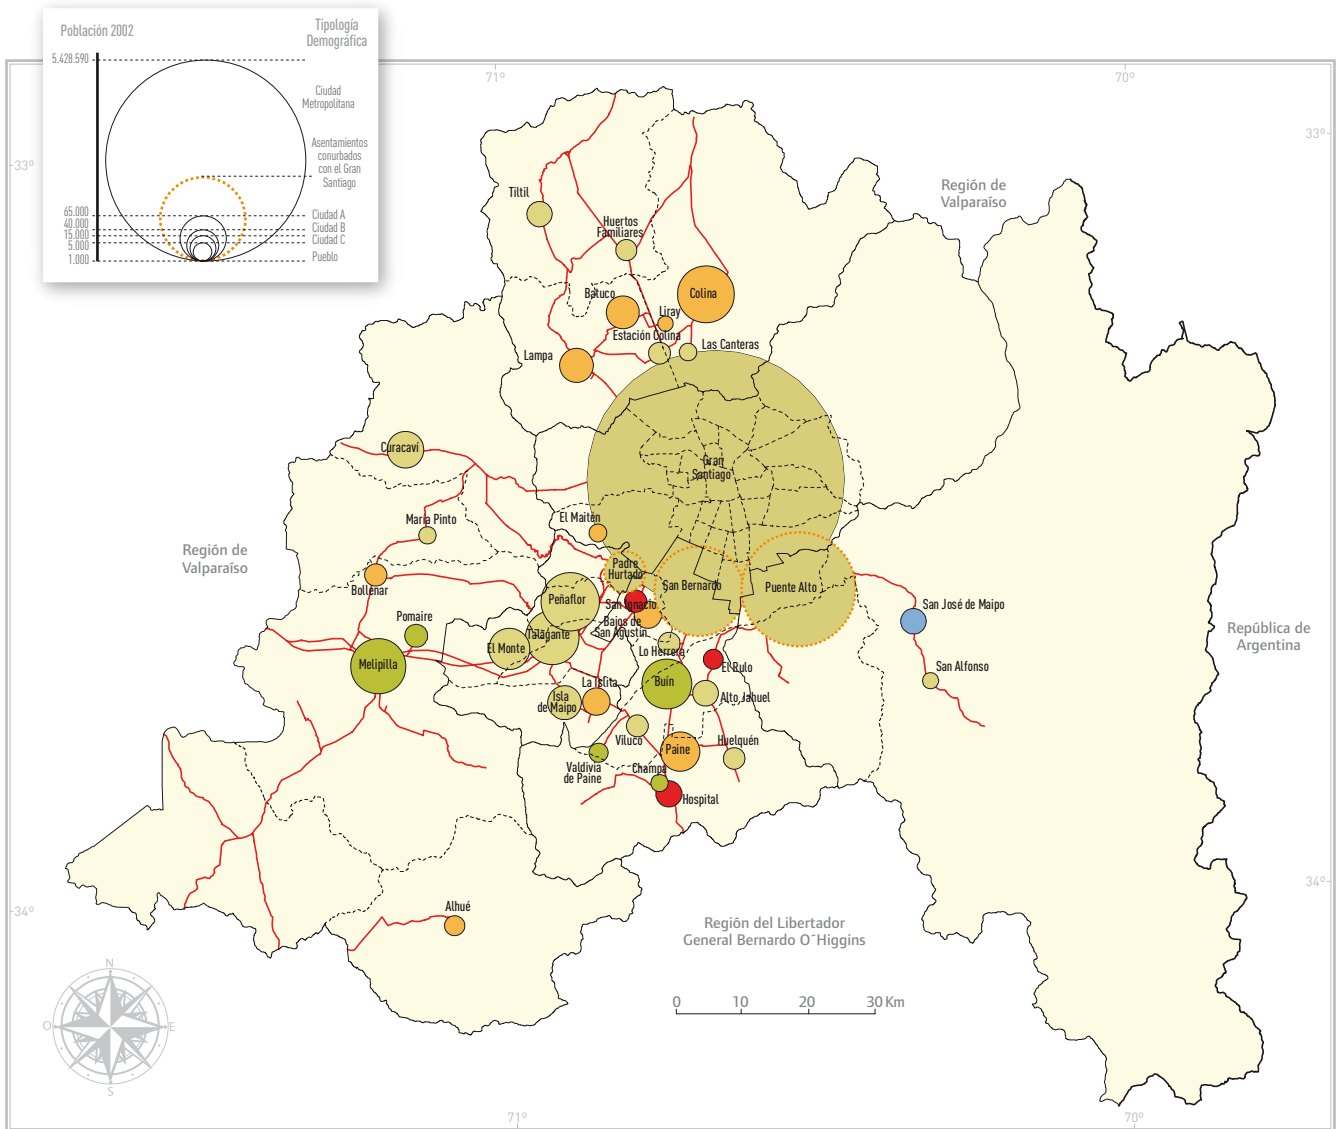 Población 2002
Tipología
Demográfica
5.428.590
Ciudad
Metropolitana
Asentamientos
conurbados
con el Gran
Santiago
65.000
Ciudad A
40.000
Ciudad B
15.000
Ciudad C
5.000
1.000
Pueblo
71°
70°
33°
33°
Región de
Valparaíso
Tiltil
Huertos
Familiares
Batuco
Colina
Liray
Estación Colina
Las Canteras
Lampa
Curacaví
Gran
Santiago
María Pinto
El Maitén
Región de
Valparaíso
Bollenar
Padre
Hurtado
San Bernardo
Puente Alto
Peñaflor
San Ignacio
San José de Maipo
Pomaire
Bajos de
San Agustín
Talagante
República de
Argentina
El Monte
Lo Herrera
Melipilla
El Rulo
San Alfonso
La Islita
Buin
Isla
de Maipo
Alto Jahuel
Viluco
Paine
Huelquén
Valdivia
de Paine
Champa
Hospital
Alhué
34°
34°
Región del Libertador
General Bernardo O´Higgins
N
O
E
S
0 10 20 30 Km
71°
70°